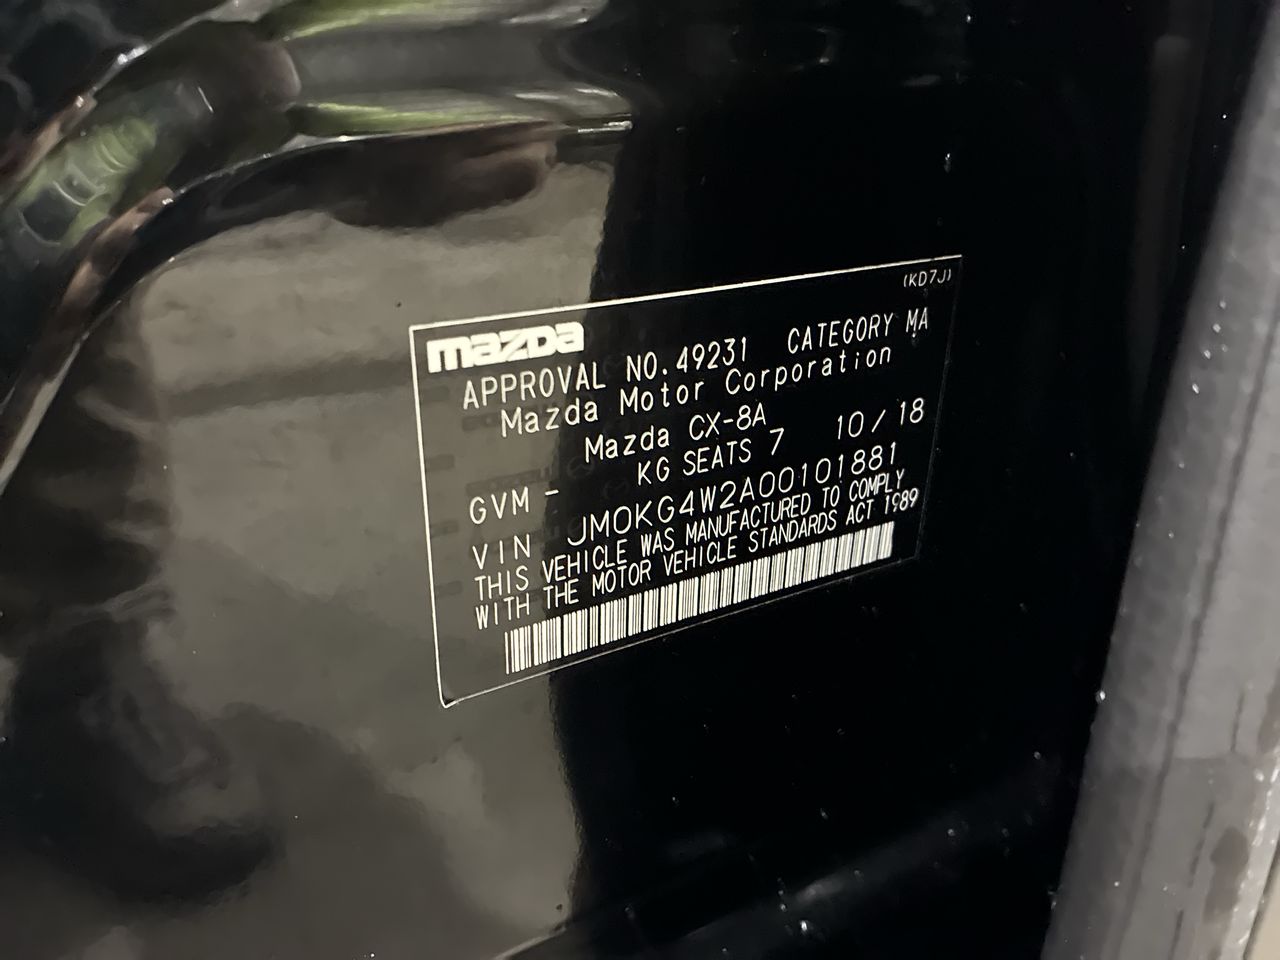 (KD7J)
mazda
APPROVAL NO.49231 CATEGORY MA
Mazda Motor Corporation
Mazda CX-8A
GVM - KG SEATS 7 10/18
VIN JM0KG4W2A00101881
THIS VEHICLE WAS MANUFACTURED TO COMPLY
WITH THE MOTOR VEHICLE STANDARDS ACT 1989